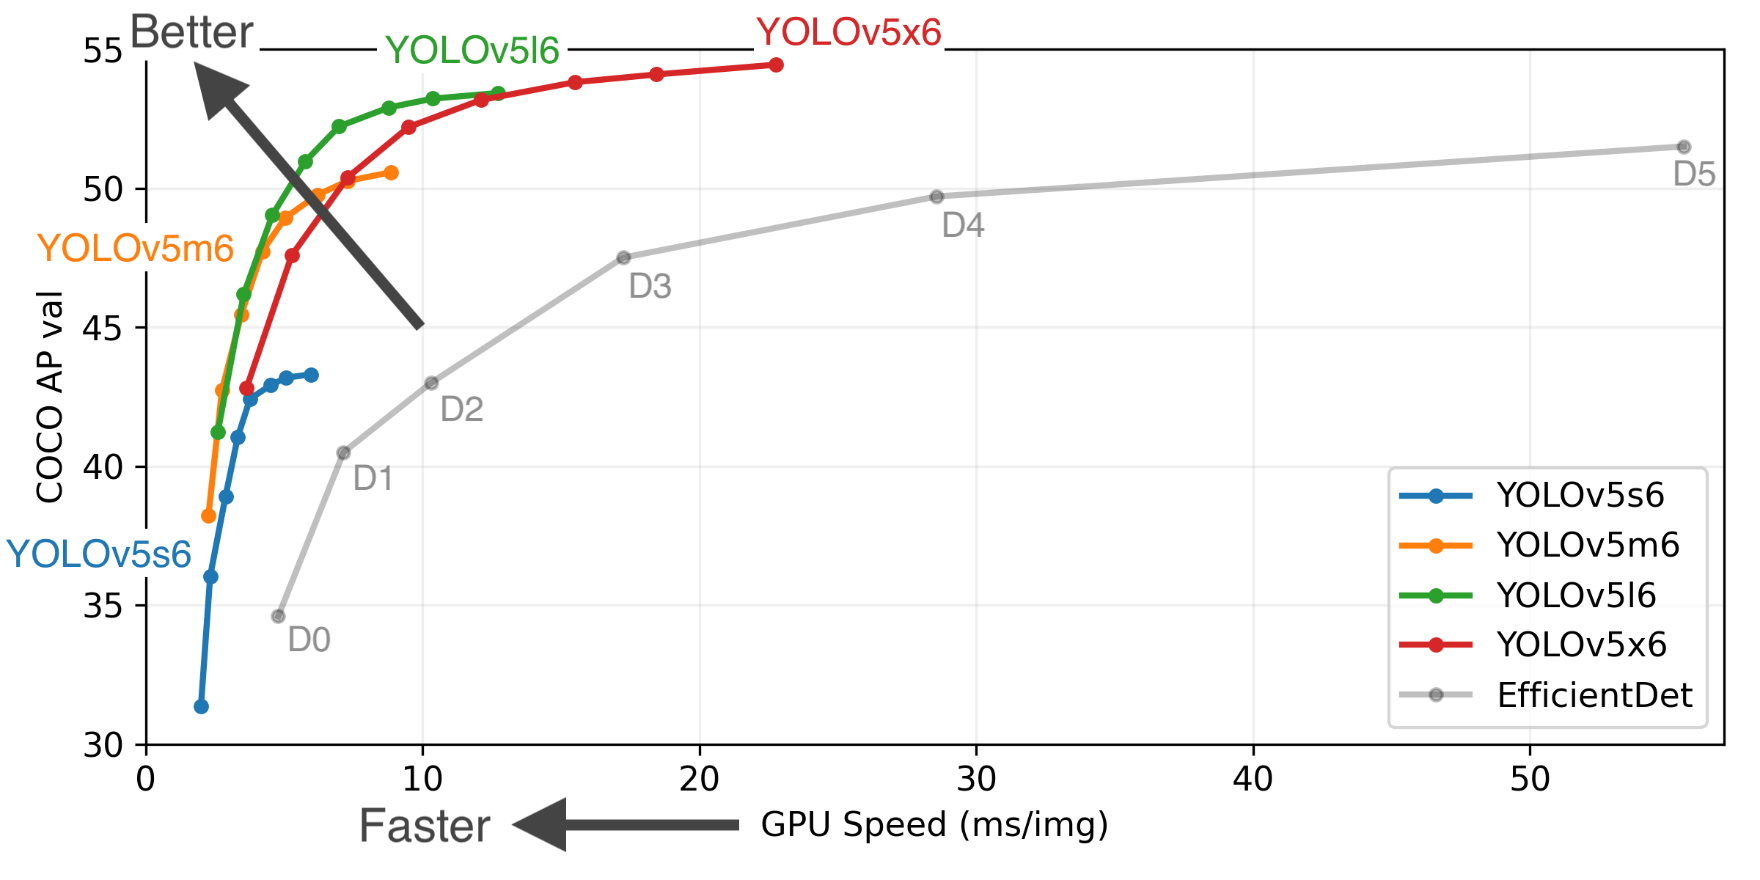 Better
YOLOv5l6
YOLOv5x6
55
50
45
40
35
30
COCO AP val
YOLOv5m6
YOLOv5s6
D0
D1
D2
D3
D4
D5
YOLOv5s6
YOLOv5m6
YOLOv5l6
YOLOv5x6
EfficientDet
0 10 20 30 40 50
Faster GPU Speed (ms/img)